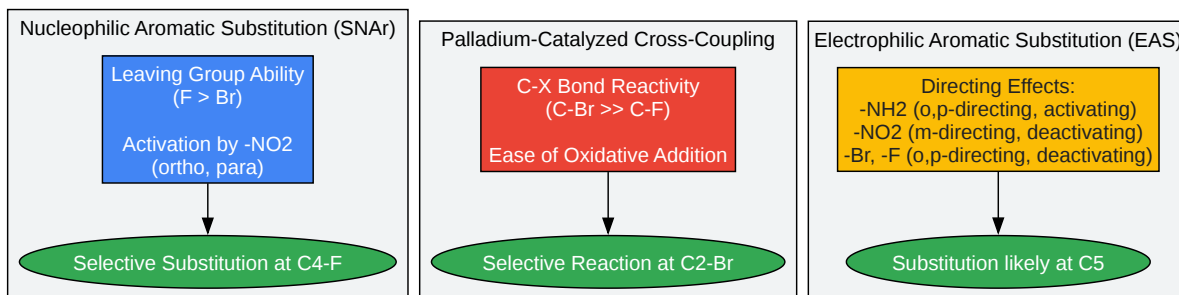 Nucleophilic Aromatic Substitution (SNAr)
Leaving Group Ability
(F > Br)
Activation by -NO2
(ortho, para)
Selective Substitution at C4-F
Palladium-Catalyzed Cross-Coupling
C-X Bond Reactivity
(C-Br >> C-F)
Ease of Oxidative Addition
Selective Reaction at C2-Br
Electrophilic Aromatic Substitution (EAS)
Directing Effects:
-NH2 (o,p-directing, activating)
-NO2 (m-directing, deactivating)
-Br, -F (o,p-directing, deactivating)
Substitution likely at C5